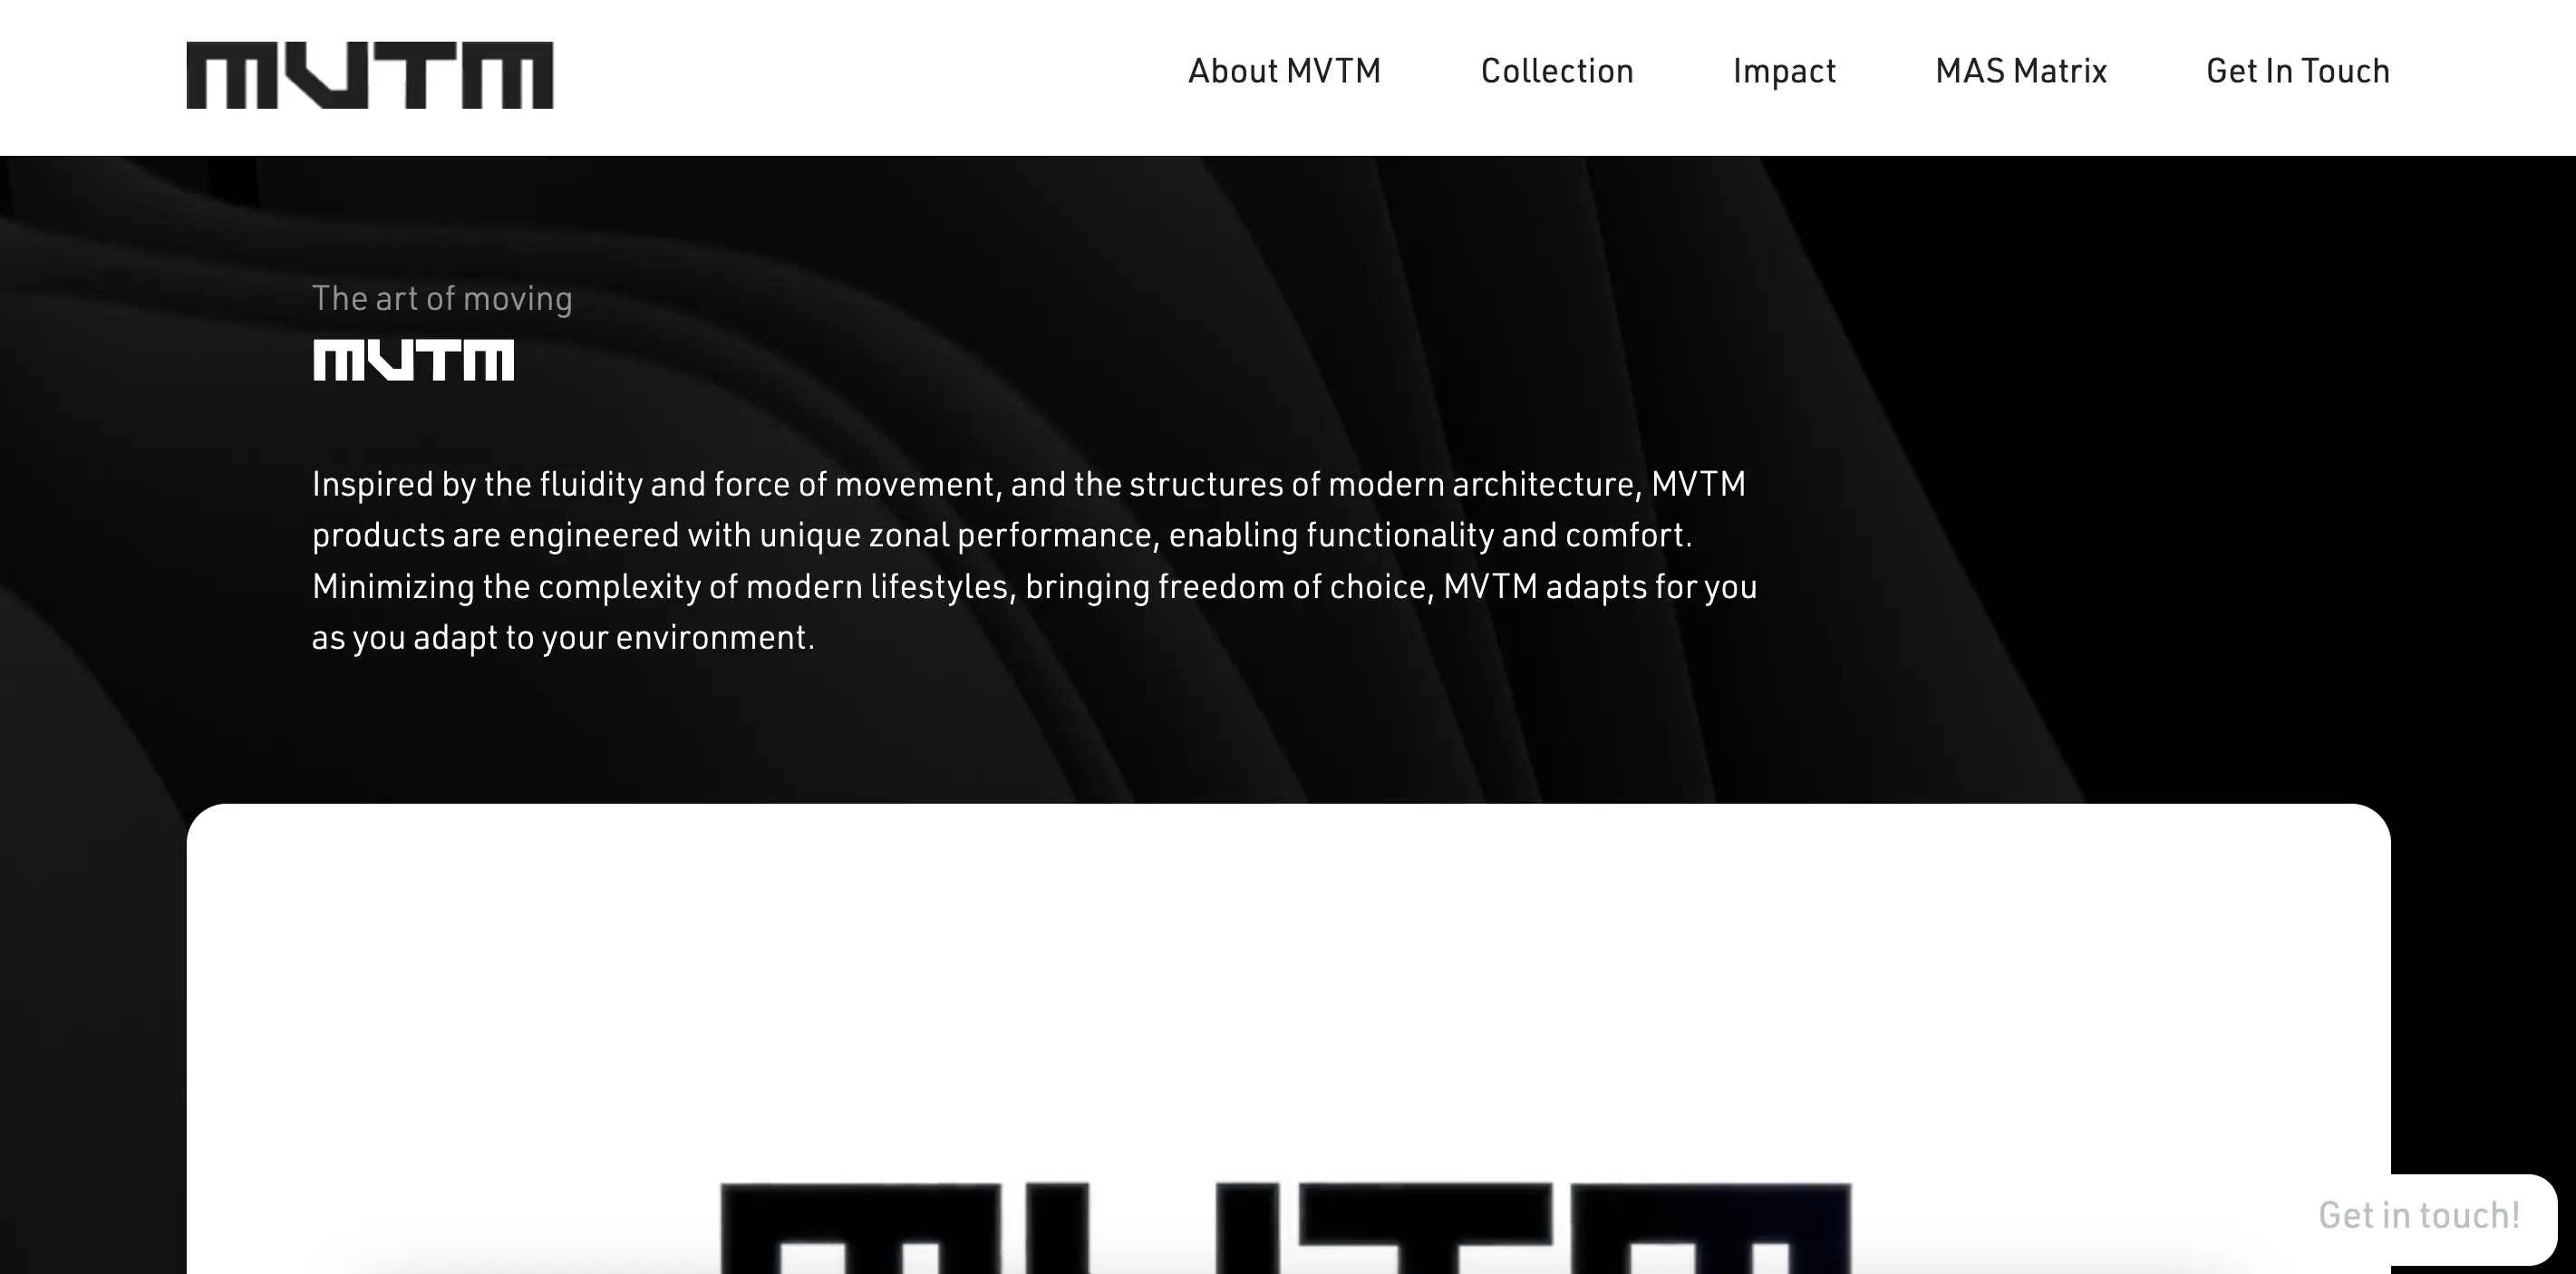 MVTM
About MVTM
Collection
Impact
MAS Matrix
Get In Touch
The art of moving
MVTM
Inspired by the fluidity and force of movement, and the structures of modern architecture, MVTM
products are engineered with unique zonal performance, enabling functionality and comfort.
Minimizing the complexity of modern lifestyles, bringing freedom of choice, MVTM adapts for you
as you adapt to your environment.
MVTM
Get in touch!